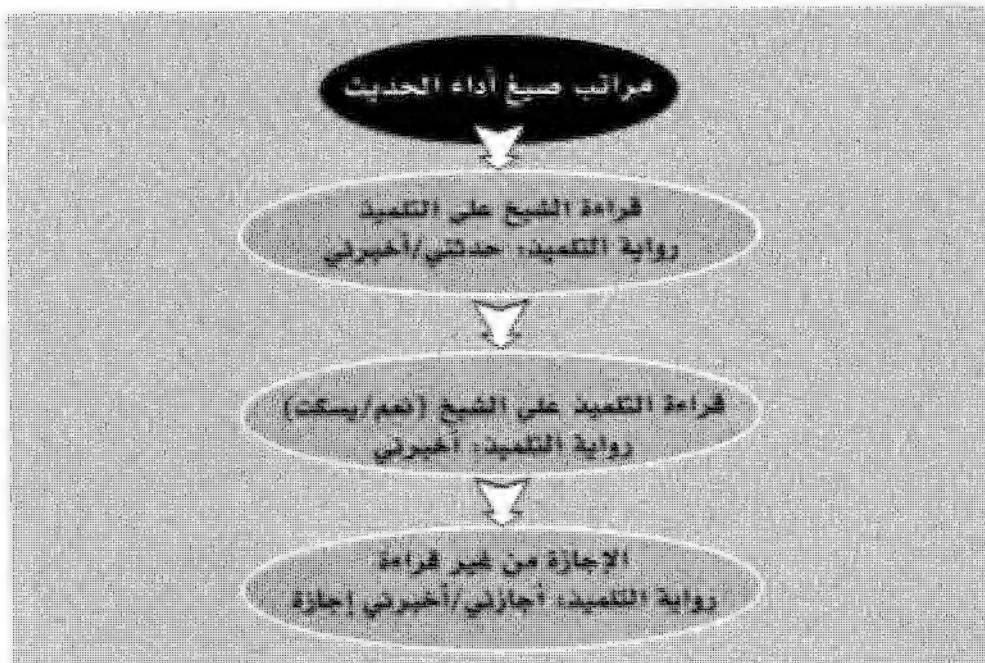 مراتب صيغ أداء الحديث
قراءة الشيخ على التلميذ
رواية التلميذ: حدثني/أخبرني
قراءة التلميذ على الشيخ (نعم/يسكت)
رواية التلميذ: أخبرني
الإجازة من غير قراءة
رواية التلميذ: أجازني/أخبرني إجازة